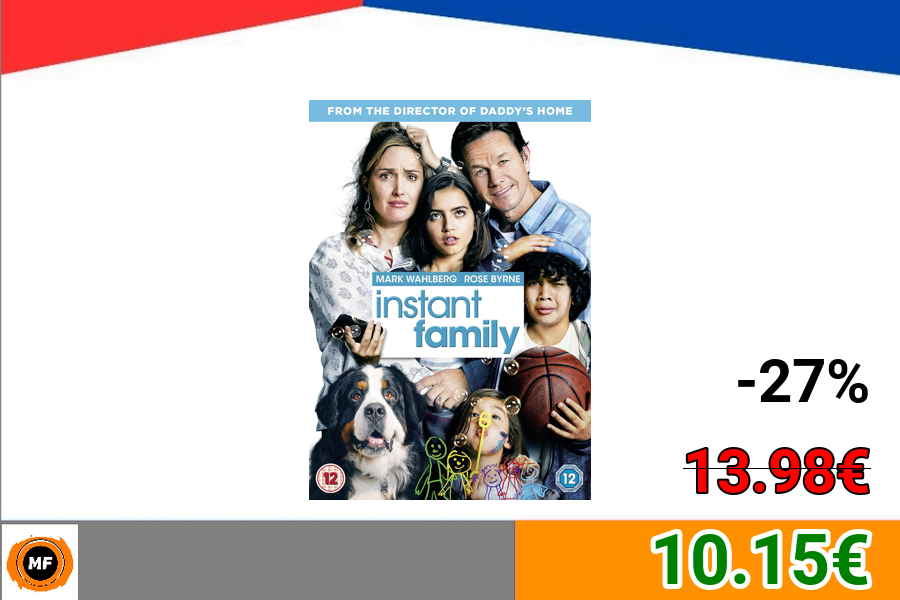 FROM THE DIRECTOR OF DADDY'S HOME
MARK WAHLBERG ROSE BYRNE
instant
family
12 12
-27%
13.98€
MF
10.15€